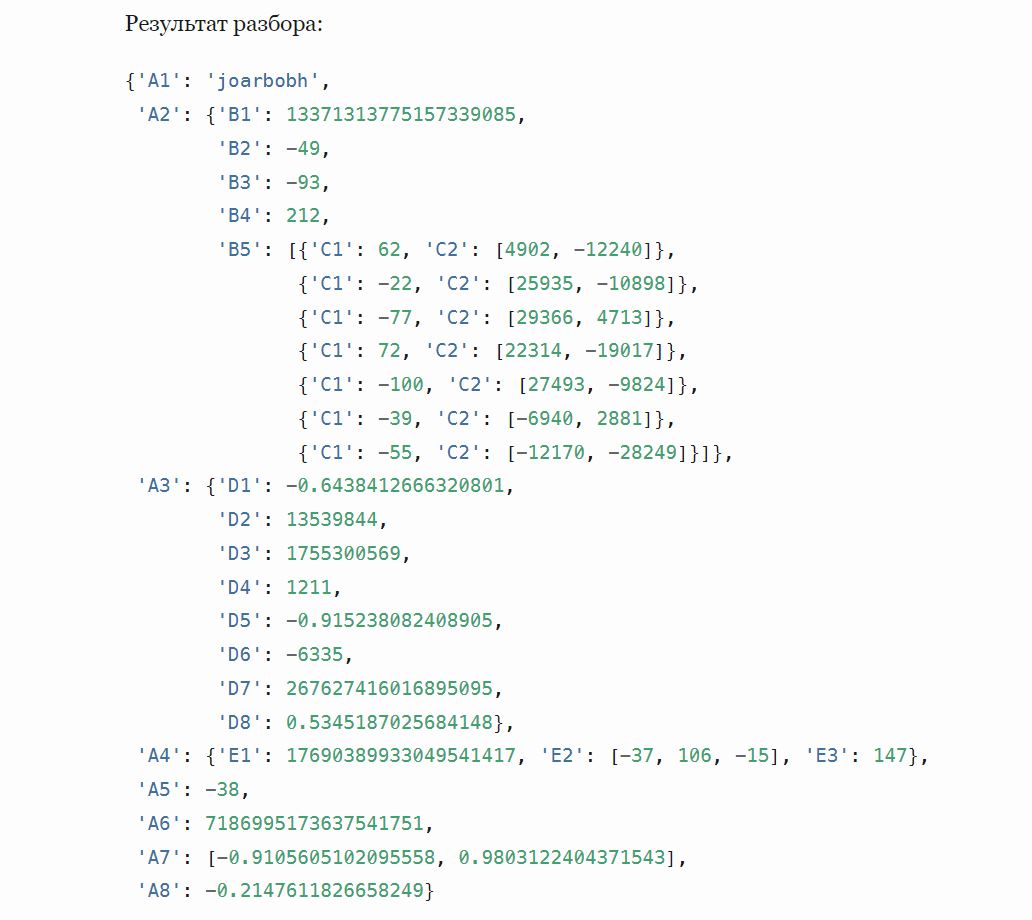 Результат разбора:
{'A1': 'joarbobh',
'A2': {'B1': 13371313775157339085,
'B2': -49,
'B3': -93,
'B4': 212,
'B5': [{'C1': 62, 'C2': [4902, -12240]},
{'C1': -22, 'C2': [25935, -10898]},
{'C1': -77, 'C2': [29366, 4713]},
{'C1': 72, 'C2': [22314, -19017]},
{'C1': -100, 'C2': [27493, -9824]},
{'C1': -39, 'C2': [-6940, 2881]},
{'C1': -55, 'C2': [-12170, -28249]}]},
'A3': {'D1': -0.6438412666320801,
'D2': 13539844,
'D3': 1755300569,
'D4': 1211,
'D5': -0.915238082408905,
'D6': -6335,
'D7': 267627416016895095,
'D8': 0.5345187025684148},
'A4': {'E1': 17690389933049541417, 'E2': [-37, 106, -15], 'E3': 147},
'A5': -38,
'A6': 7186995173637541751,
'A7': [-0.9105605102095558, 0.9803122404371543],
'A8': -0.2147611826658249}